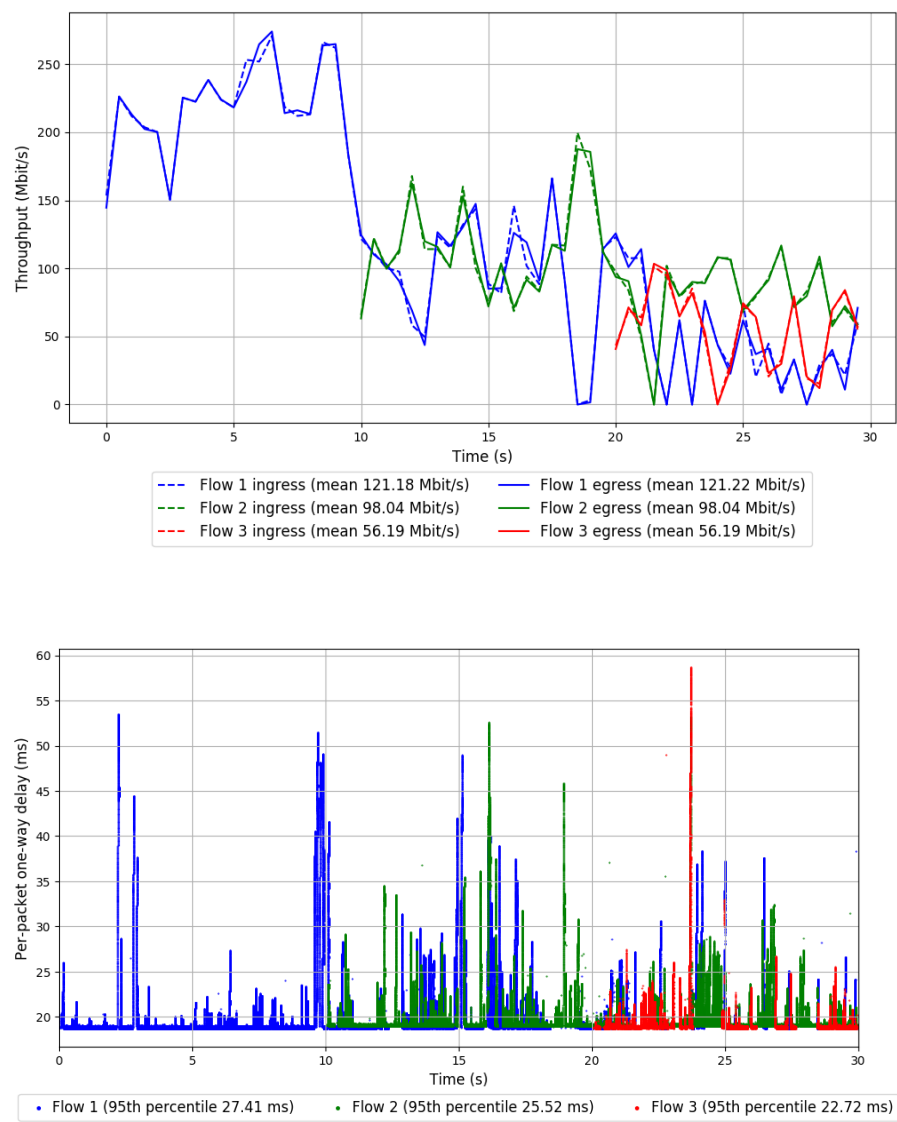 250
200
150
100
50
0
Throughput (Mbit/s)
0 5 10 15 20 25 30
Time (s)
Flow 1 ingress (mean 121.18 Mbit/s) Flow 1 egress (mean 121.22 Mbit/s)
Flow 2 ingress (mean 98.04 Mbit/s) Flow 2 egress (mean 98.04 Mbit/s)
Flow 3 ingress (mean 56.19 Mbit/s) Flow 3 egress (mean 56.19 Mbit/s)
60
55
50
45
40
35
30
25
20
Per-packet one-way delay (ms)
0 5 10 15 20 25 30
Time (s)
Flow 1 (95th percentile 27.41 ms) Flow 2 (95th percentile 25.52 ms) Flow 3 (95th percentile 22.72 ms)